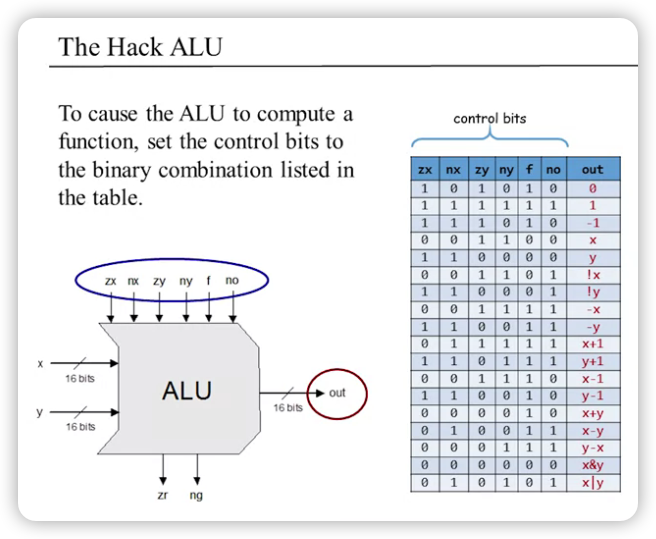 The Hack ALU
To cause the ALU to compute a
function, set the control bits to
the binary combination listed in
the table.
zx nx zy ny f no
x
16 bits
y
16 bits
ALU
16 bits
out
zr ng
control bits
zx nx zy ny f no out
1 0 1 0 1 0 0
1 1 1 1 1 1 1
1 1 1 0 1 0 -1
0 0 1 1 0 0 x
1 1 0 0 0 0 y
0 0 1 1 0 1 !x
1 1 0 0 0 1 !y
0 0 1 1 1 1 -x
1 1 0 0 1 1 -y
0 1 1 1 1 1 x+1
1 1 0 1 1 1 y+1
0 0 1 1 1 0 x-1
1 1 0 0 1 0 y-1
0 0 0 0 1 0 x+y
0 1 0 0 1 1 x-y
0 0 0 1 1 1 y-x
0 0 0 0 0 0 x&y
0 1 0 1 0 1 x|y